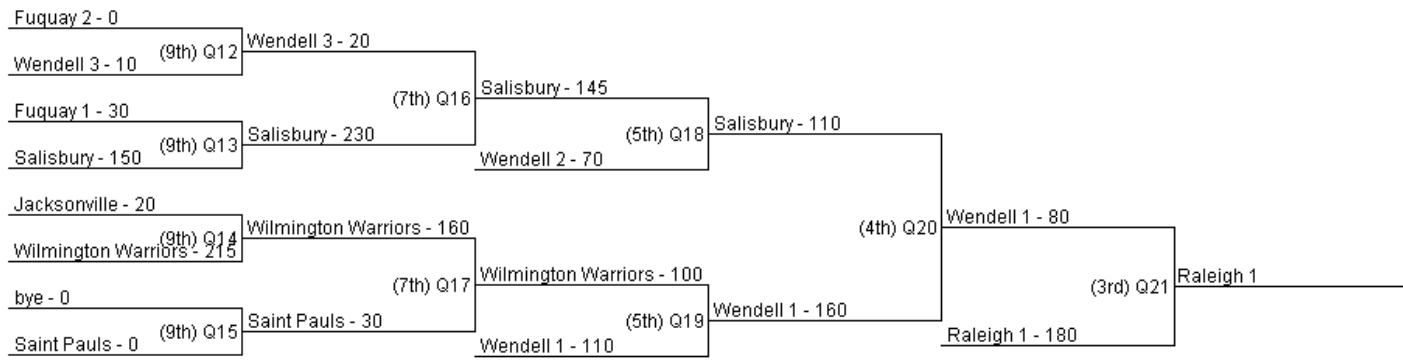 Fuquay 2 - 0
(9th) Q12
Wendell 3 - 10
Fuquay 1 - 30
(9th) Q13
Salisbury - 150
Jacksonville - 20
(9th) Q14
Wilmington Warriors - 215
bye - 0
(9th) Q15
Saint Pauls - 0
Wendell 3 - 20
(7th) Q16
Salisbury - 230
Wilmington Warriors - 160
(7th) Q17
Saint Pauls - 30
Salisbury - 145
(5th) Q18
Wendell 2 - 70
Wilmington Warriors - 100
(5th) Q19
Wendell 1 - 110
Salisbury - 110
(4th) Q20
Wendell 1 - 160
Wendell 1 - 80
(3rd) Q21
Raleigh 1 - 180
Raleigh 1